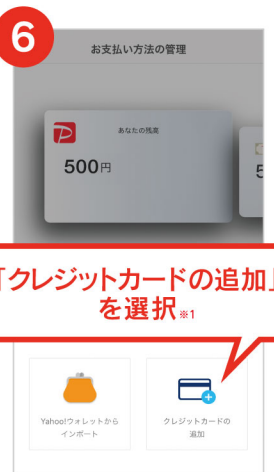 6
お支払い方法の管理
あなたの残高
500円
5
「クレジットカードの追加」
を選択※1
Yahoo!ウォレットから
インポート
クレジットカードの
追加